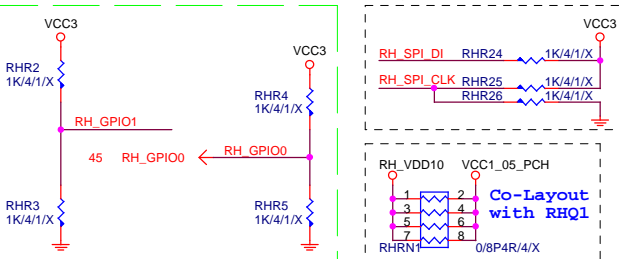 VCC3
RHR2
1K/4/1/X
RH_GPIO1
RHR3
1K/4/1/X
VCC3
RHR4
1K/4/1/X
45 RH_GPIO0
RH_GPIO0
RHR5
1K/4/1/X
VCC3
RH_SPI_DI RHR24 1K/4/1/X
RH_SPI_CLK RHR25 1K/4/1/X
RHR26 1K/4/1/X
RH_VDD10 VCC1_05_PCH
1 2
3 4
5 6
7 8
RHRN1 0/8P4R/4/X
Co-Layout
with RHQ1